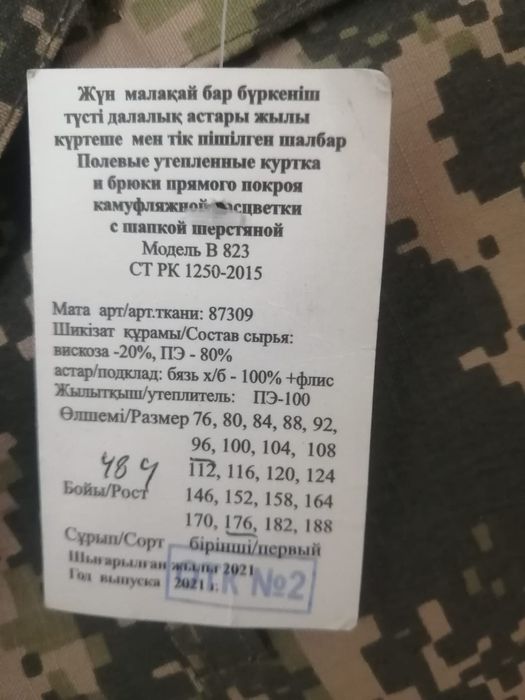 Жүн малақай бар бүркеніш
түсті далалық астары жылы
күртеше мен тік пішілген шалбар
Полевые утепленные куртка
и брюки прямого покроя
камуфляжной расцветки
с шапкой шерстяной
Модель В 823
СТ РК 1250-2015
Мата арт/арт.ткани: 87309
Шикізат құрамы/Состав сырья:
вискоза -20%, ПЭ - 80%
астар/подклад: бязь х/б - 100% +флис
Жылытқыш/утеплитель: ПЭ-100
Өлшемі/Размер 76, 80, 84, 88, 92,
96, 100, 104, 108
48 4
112, 116, 120, 124
Бойы/Рост 146, 152, 158, 164
170, 176, 182, 188
Сұрып/Сорт бірінші/первый
Шығарылған жылы 2021
Год выпуска 2021 г.
ОТК №2